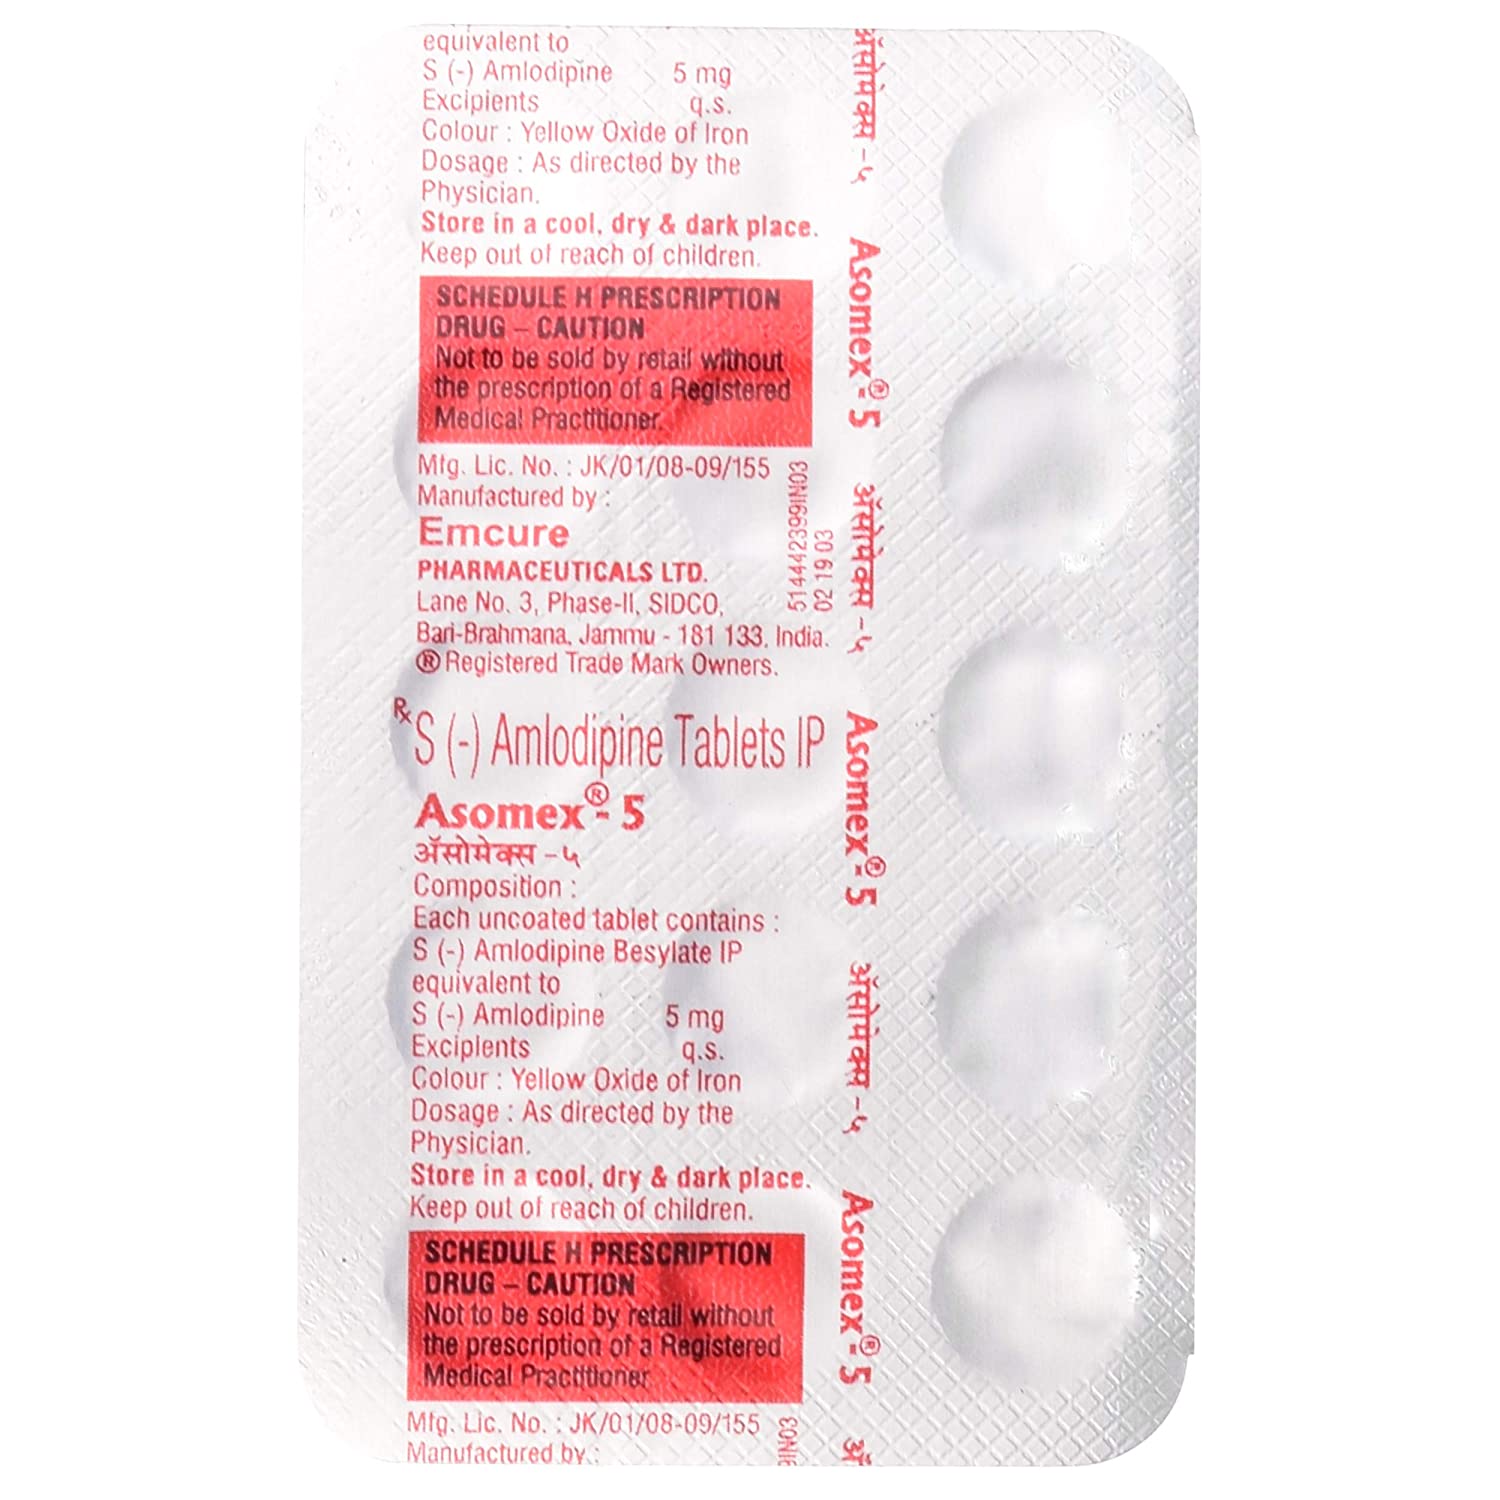 equivalent to
S (-) Amlodipine 5 mg
Excipients q.s.
Colour : Yellow Oxide of Iron
Dosage : As directed by the
Physician.
Store in a cool, dry & dark place.
Keep out of reach of children.
SCHEDULE H PRESCRIPTION
DRUG – CAUTION
Not to be sold by retail without
the prescription of a Registered
Medical Practitioner.
Mfg. Lic. No. : JK/01/08-09/155
Manufactured by :
Emcure
PHARMACEUTICALS LTD.
Lane No. 3, Phase-II, SIDCO,
Bari-Brahmana, Jammu - 181 133, India.
® Registered Trade Mark Owners.
514442399IN03
02 19 03
Rx S (-) Amlodipine Tablets IP
Asomex®- 5
ॲसोमेक्स – ५
Composition :
Each uncoated tablet contains :
S (-) Amlodipine Besylate IP
equivalent to
S (-) Amlodipine 5 mg
Excipients q.s.
Colour : Yellow Oxide of Iron
Dosage : As directed by the
Physician.
Store in a cool, dry & dark place.
Keep out of reach of children.
SCHEDULE H PRESCRIPTION
DRUG – CAUTION
Not to be sold by retail without
the prescription of a Registered
Medical Practitioner
Mfg. Lic. No. : JK/01/08-09/155
Manufactured by :
9IN03
ॲसोमेक्स – ५
Asomex®- 5
ॲसोमेक्स – ५
Asomex®- 5
ॲसोमेक्स – ५
Asomex®- 5
ॲ